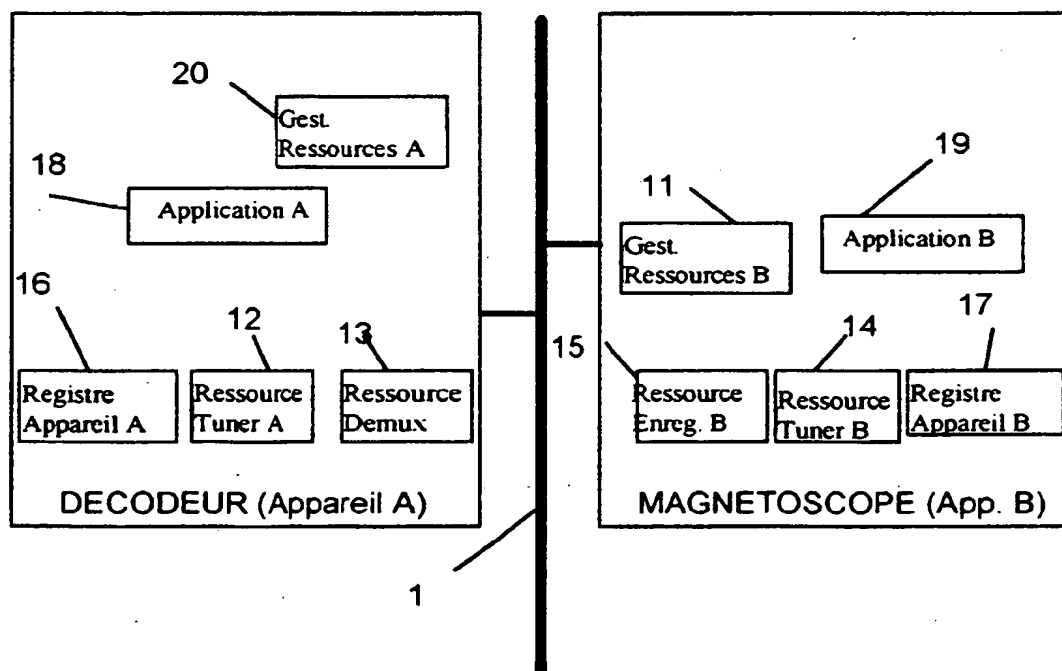 20
Gest.
Ressources A
18
Application A
16
Registre
Appareil A
12
Ressource
Tuner A
13
Ressource
Demux
DECODEUR (Appareil A)
1
11
Gest.
Ressources B
19
Application B
15
Ressource
Enreg. B
14
Ressource
Tuner B
17
Registre
Appareil B
MAGNETOSCOPE (App. B)